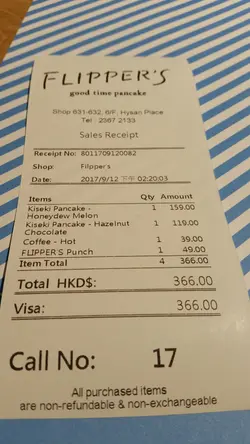 FLIPPER'S
good time pancake
Shop 631-632, 6/F, Hysan Place
Tel : 2367 2133
Sales Receipt
Receipt No: 8011709120082
Shop: Flipper's
Date: 2017/9/12 下午 02:20:03
Items Qty Amount
Kiseki Pancake - 1 159.00
Honeydew Melon
Kiseki Pancake - Hazelnut 1 119.00
Chocolate
Coffee - Hot 1 39.00
FLIPPER'S Punch 1 49.00
Item Total 4 366.00
Total HKD$: 366.00
Visa: 366.00
Call No: 17
All purchased items
are non-refundable & non-exchangeable